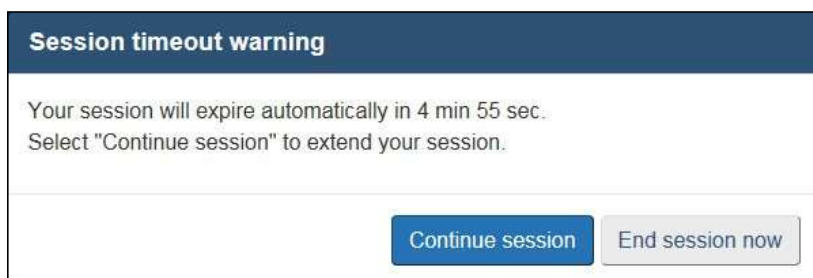 Session timeout warning
Your session will expire automatically in 4 min 55 sec.
Select "Continue session" to extend your session.
Continue session
End session now